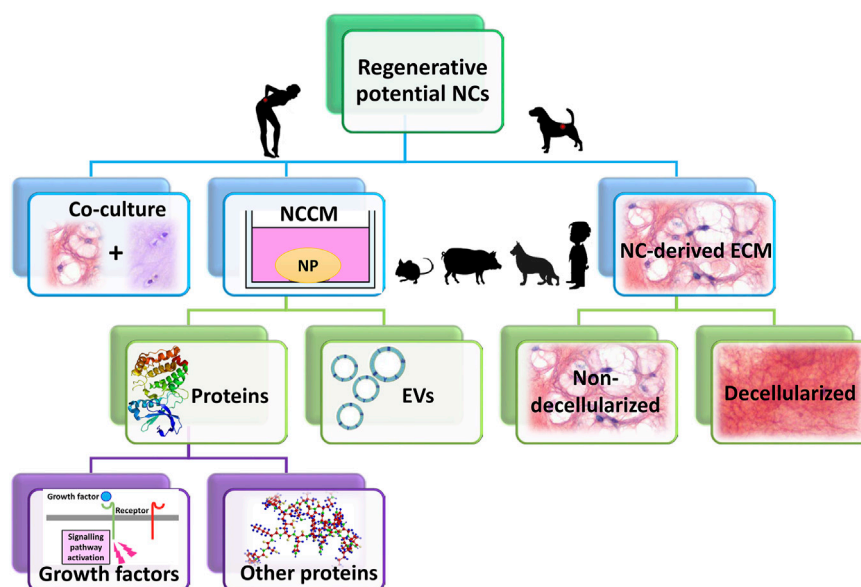 Regenerative
potential NCs
Co-culture
+
NCCM
NP
NC-derived ECM
Proteins
EVs
Non-
decellularized
Decellularized
Growth factor
Receptor
Signalling
pathway
activation
Growth factors
Other proteins